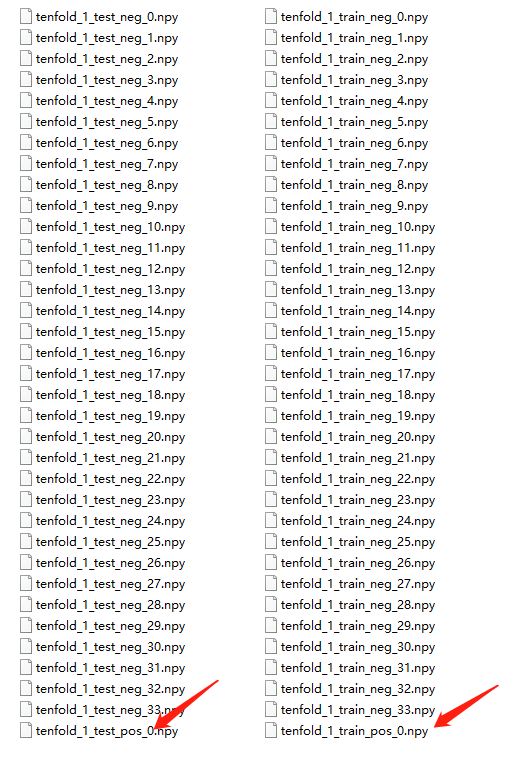 tenfold_1_test_neg_0.npy
tenfold_1_test_neg_1.npy
tenfold_1_test_neg_2.npy
tenfold_1_test_neg_3.npy
tenfold_1_test_neg_4.npy
tenfold_1_test_neg_5.npy
tenfold_1_test_neg_6.npy
tenfold_1_test_neg_7.npy
tenfold_1_test_neg_8.npy
tenfold_1_test_neg_9.npy
tenfold_1_test_neg_10.npy
tenfold_1_test_neg_11.npy
tenfold_1_test_neg_12.npy
tenfold_1_test_neg_13.npy
tenfold_1_test_neg_14.npy
tenfold_1_test_neg_15.npy
tenfold_1_test_neg_16.npy
tenfold_1_test_neg_17.npy
tenfold_1_test_neg_18.npy
tenfold_1_test_neg_19.npy
tenfold_1_test_neg_20.npy
tenfold_1_test_neg_21.npy
tenfold_1_test_neg_22.npy
tenfold_1_test_neg_23.npy
tenfold_1_test_neg_24.npy
tenfold_1_test_neg_25.npy
tenfold_1_test_neg_26.npy
tenfold_1_test_neg_27.npy
tenfold_1_test_neg_28.npy
tenfold_1_test_neg_29.npy
tenfold_1_test_neg_30.npy
tenfold_1_test_neg_31.npy
tenfold_1_test_neg_32.npy
tenfold_1_test_neg_33.npy
tenfold_1_test_pos_0.npy
tenfold_1_train_neg_0.npy
tenfold_1_train_neg_1.npy
tenfold_1_train_neg_2.npy
tenfold_1_train_neg_3.npy
tenfold_1_train_neg_4.npy
tenfold_1_train_neg_5.npy
tenfold_1_train_neg_6.npy
tenfold_1_train_neg_7.npy
tenfold_1_train_neg_8.npy
tenfold_1_train_neg_9.npy
tenfold_1_train_neg_10.npy
tenfold_1_train_neg_11.npy
tenfold_1_train_neg_12.npy
tenfold_1_train_neg_13.npy
tenfold_1_train_neg_14.npy
tenfold_1_train_neg_15.npy
tenfold_1_train_neg_16.npy
tenfold_1_train_neg_17.npy
tenfold_1_train_neg_18.npy
tenfold_1_train_neg_19.npy
tenfold_1_train_neg_20.npy
tenfold_1_train_neg_21.npy
tenfold_1_train_neg_22.npy
tenfold_1_train_neg_23.npy
tenfold_1_train_neg_24.npy
tenfold_1_train_neg_25.npy
tenfold_1_train_neg_26.npy
tenfold_1_train_neg_27.npy
tenfold_1_train_neg_28.npy
tenfold_1_train_neg_29.npy
tenfold_1_train_neg_30.npy
tenfold_1_train_neg_31.npy
tenfold_1_train_neg_32.npy
tenfold_1_train_neg_33.npy
tenfold_1_train_pos_0.npy